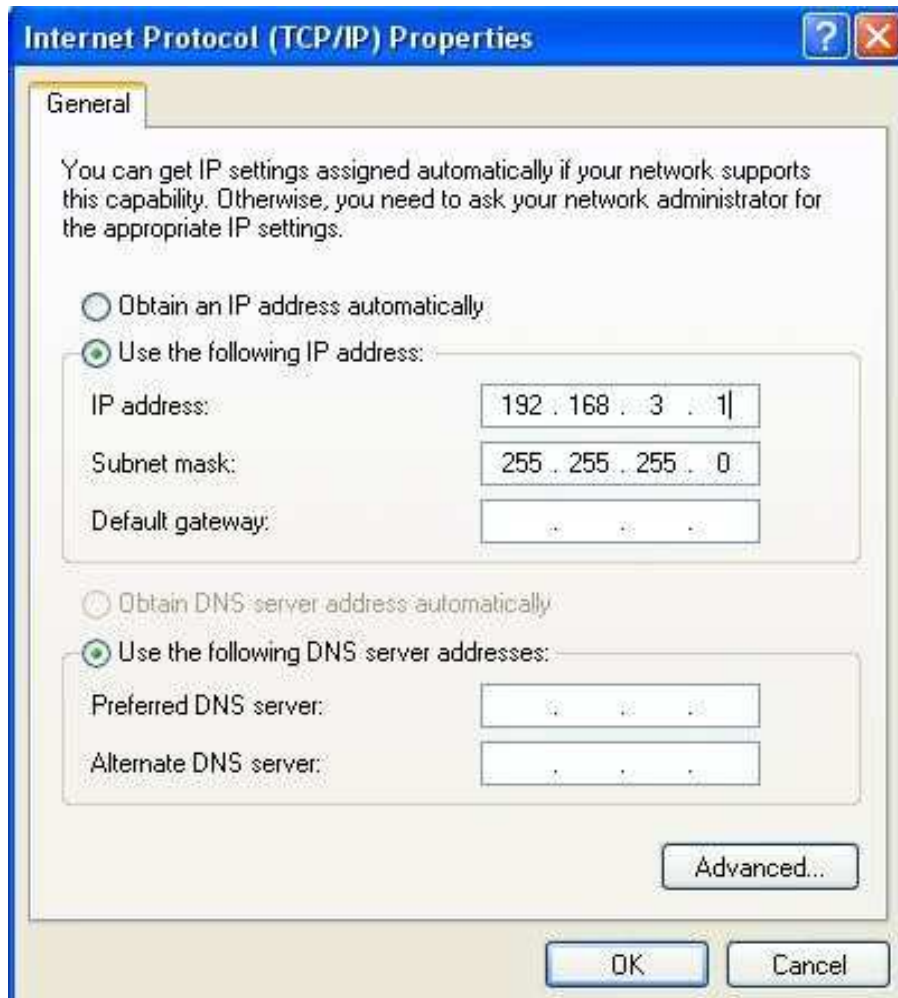 Internet Protocol (TCP/IP) Properties
General
You can get IP settings assigned automatically if your network supports
this capability. Otherwise, you need to ask your network administrator for
the appropriate IP settings.
Obtain an IP address automatically
Use the following IP address:
IP address: 192 . 168 . 3 . 1
Subnet mask: 255 . 255 . 255 . 0
Default gateway: . . .
Obtain DNS server address automatically
Use the following DNS server addresses:
Preferred DNS server: . . .
Alternate DNS server: . . .
Advanced...
OK Cancel